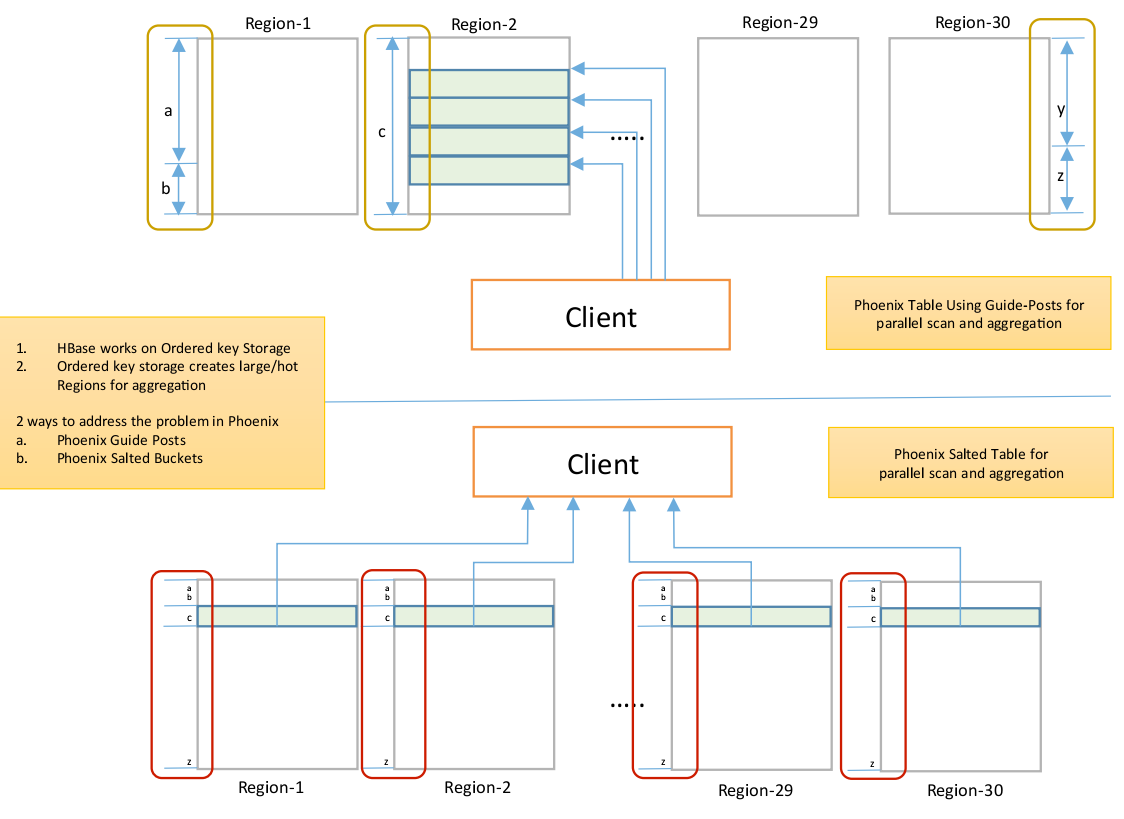 Region-1
Region-2
Region-29
Region-30
a
b
c
.....
y
z
Client
Phoenix Table Using Guide-Posts for
parallel scan and aggregation
1. HBase works on Ordered key Storage
2. Ordered key storage creates large/hot
Regions for aggregation
2 ways to address the problem in Phoenix
a. Phoenix Guide Posts
b. Phoenix Salted Buckets
Client
Phoenix Salted Table for
parallel scan and aggregation
a
b
c
z
a
b
c
z
.....
a
b
c
z
a
b
c
z
Region-1
Region-2
Region-29
Region-30